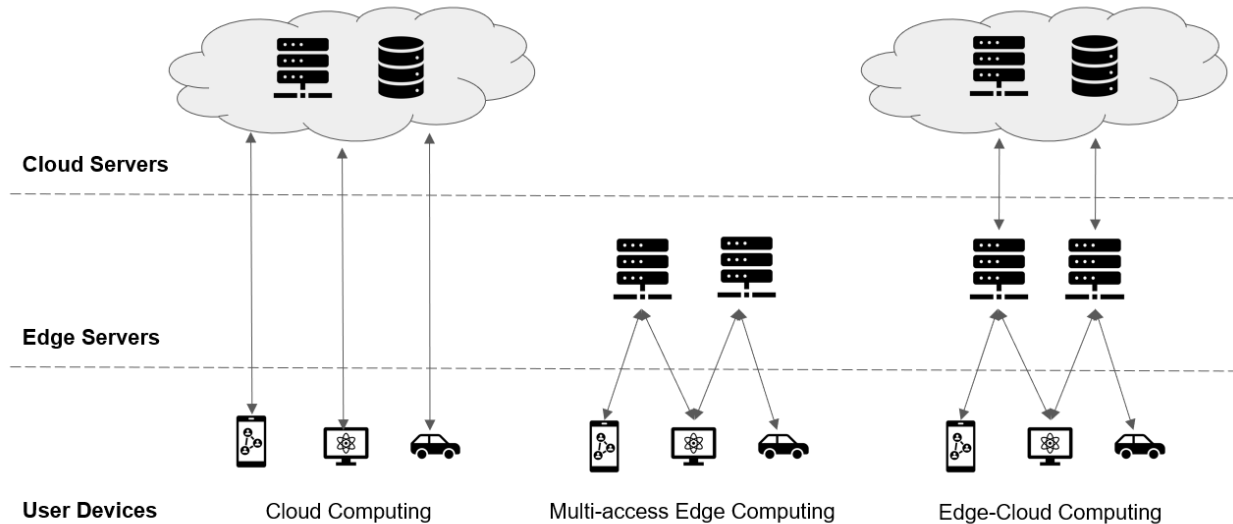 Cloud Servers
Edge Servers
User Devices
Cloud Computing
Multi-access Edge Computing
Edge-Cloud Computing